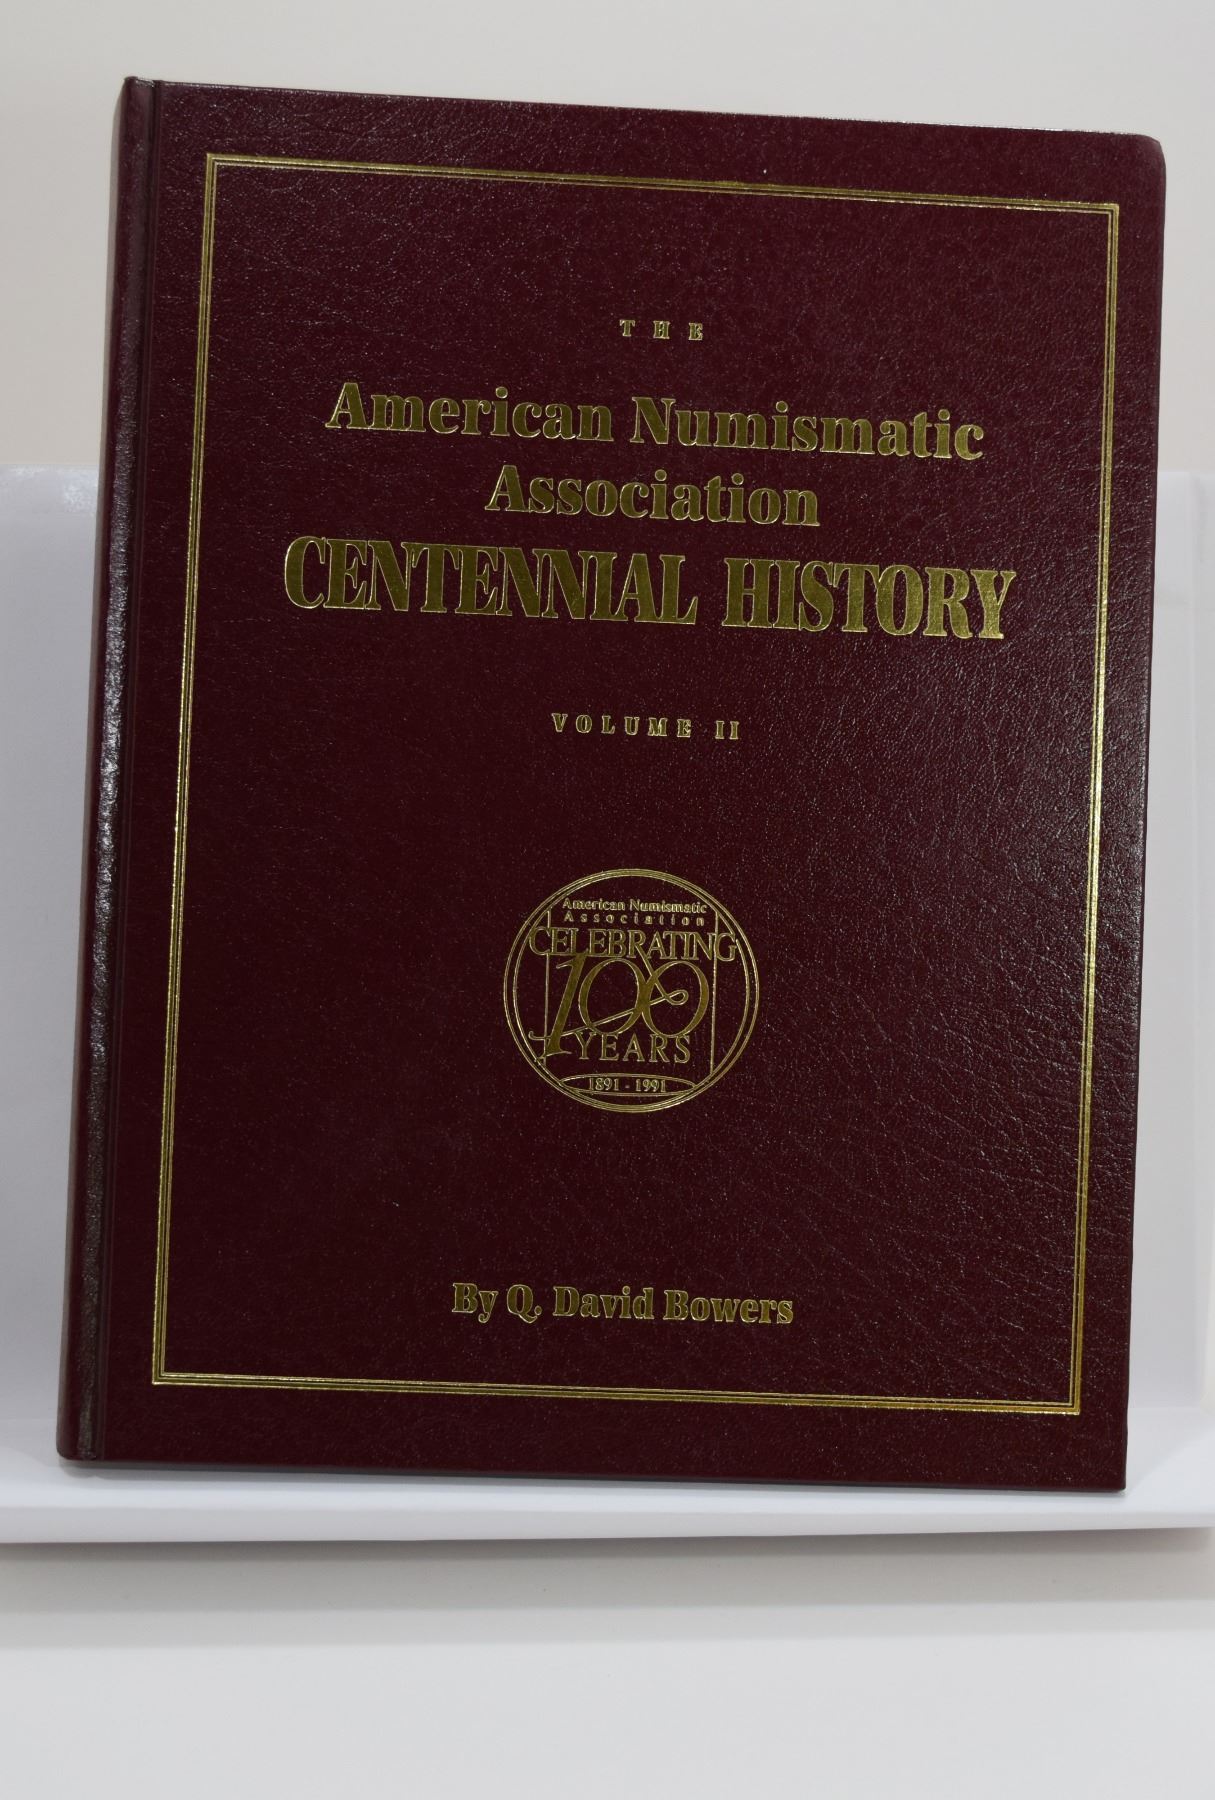 THE
American Numismatic
Association
CENTENNIAL HISTORY
VOLUME II
American Numismatic
Association
CELEBRATING
100
YEARS
1891 - 1991
By Q. David Bowers